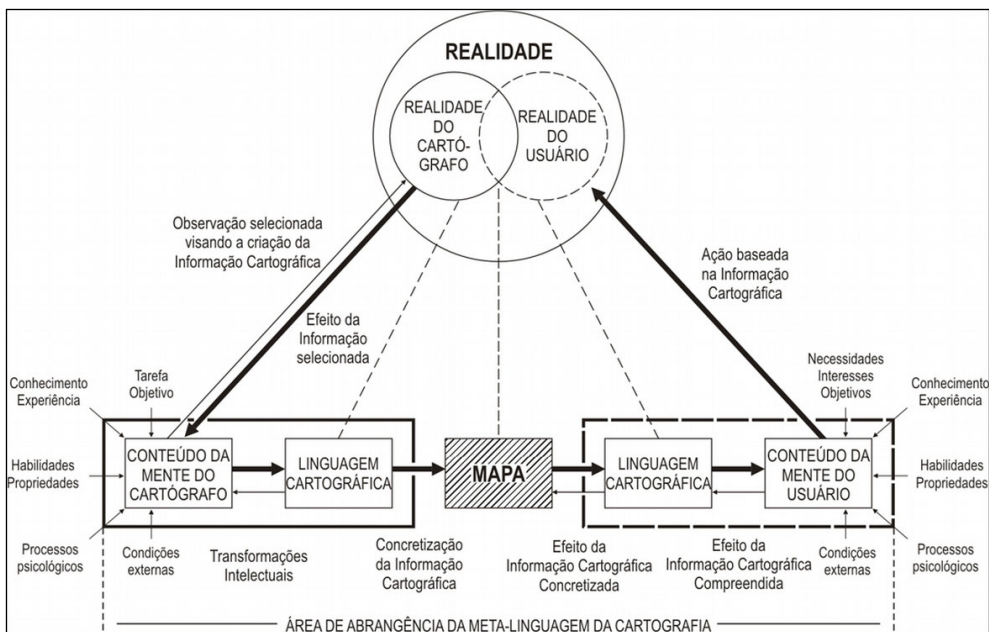 REALIDADE
REALIDADE
DO
CARTÓ-
GRAFO
REALIDADE
DO
USUÁRIO
Observação selecionada
visando a criação da
Informação Cartográfica
Efeito da
Informação
selecionada
Ação baseada
na Informação
Cartográfica
Conhecimento
Experiência
Tarefa
Objetivo
Habilidades
Propriedades
Processos
psicológicos
Condições
externas
CONTEÚDO DA
MENTE DO
CARTÓGRAFO
LINGUAGEM
CARTOGRÁFICA
MAPA
LINGUAGEM
CARTOGRÁFICA
CONTEÚDO DA
MENTE DO
USUÁRIO
Necessidades
Interesses
Objetivos
Conhecimento
Experiência
Habilidades
Propriedades
Processos
psicológicos
Condições
externas
Transformações
Intelectuais
Concretização
da Informação
Cartográfica
Efeito da
Informação Cartográfica
Concretizada
Efeito da
Informação Cartográfica
Compreendida
ÁREA DE ABRANGÊNCIA DA META-LINGUAGEM DA CARTOGRAFIA